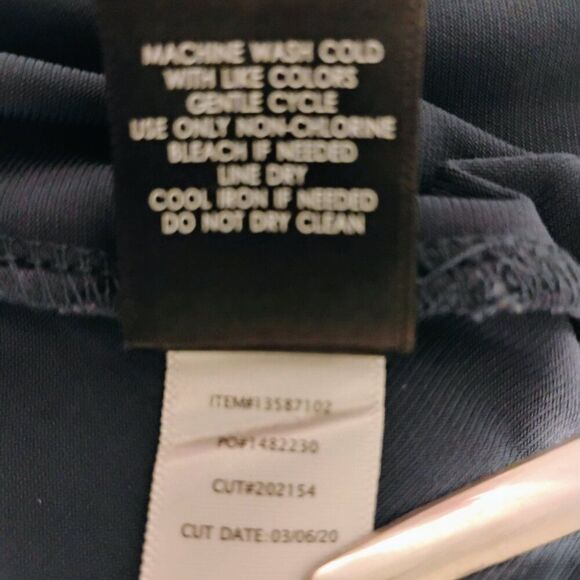 MACHINE WASH COLD
WITH LIKE COLORS
GENTLE CYCLE
USE ONLY NON-CHLORINE
BLEACH IF NEEDED
LINE DRY
COOL IRON IF NEEDED
DO NOT DRY CLEAN
ITEM#13587102
PO#1482230
CUT#202154
CUT DATE: 03/06/20